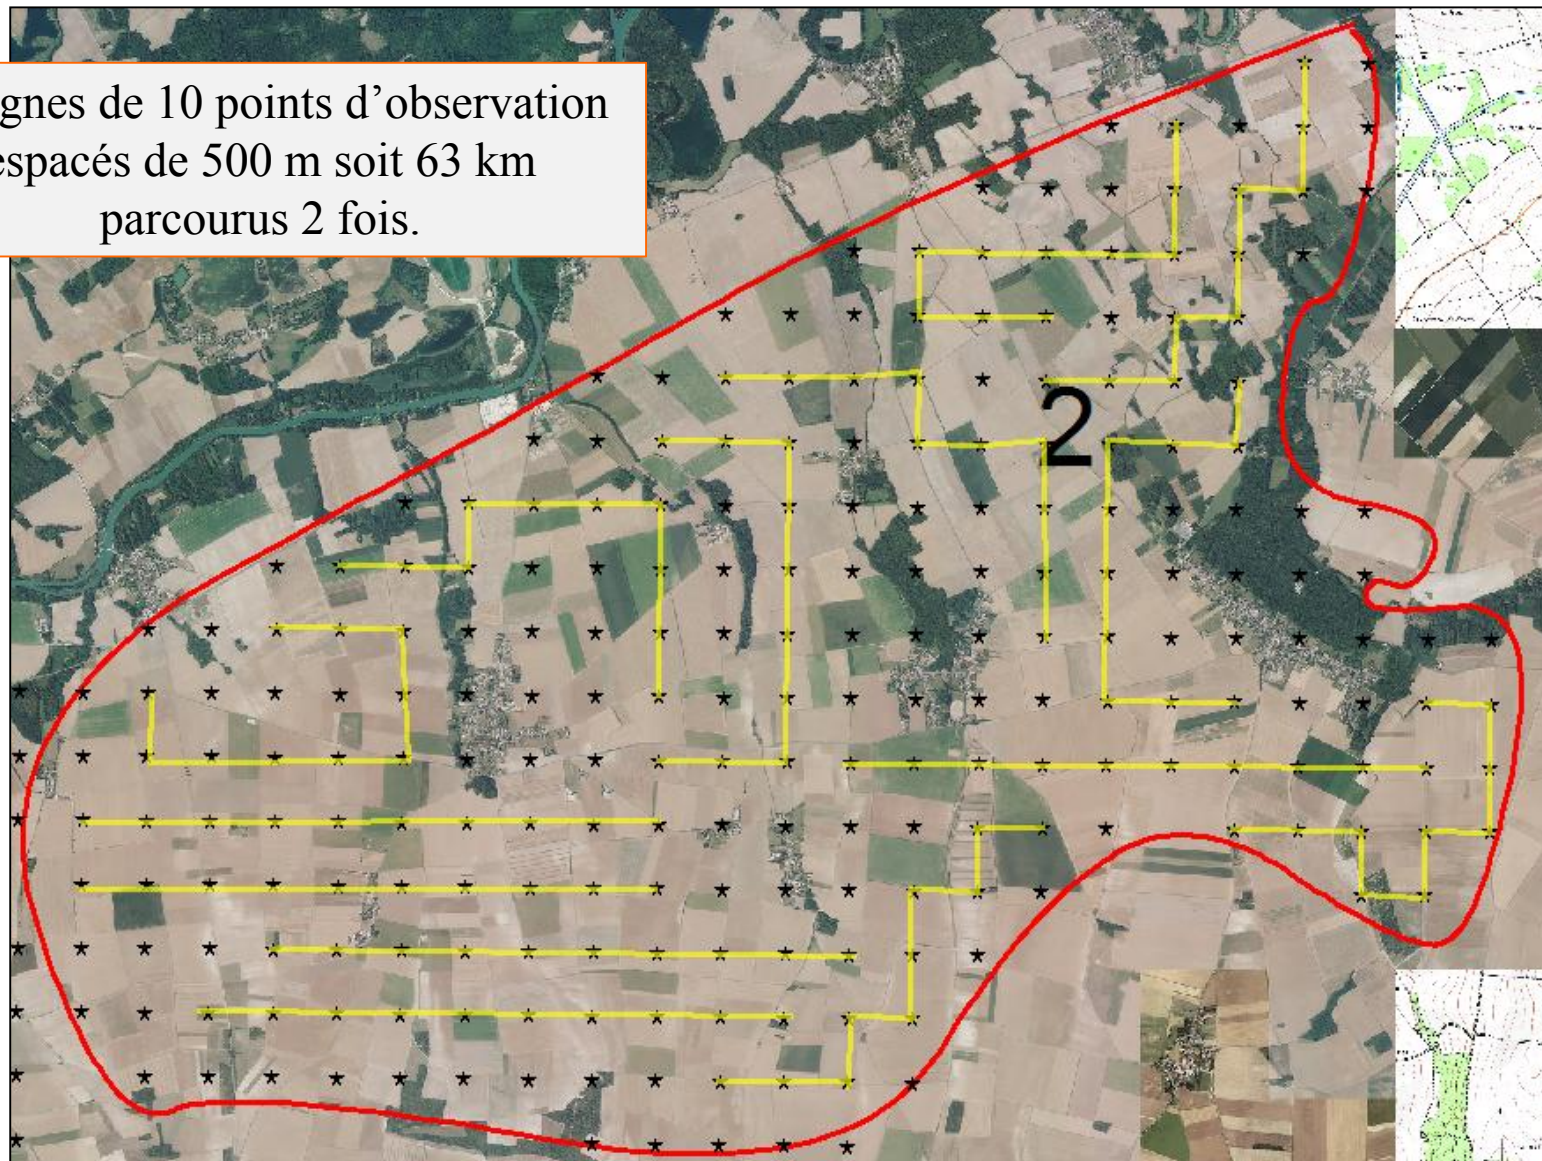 gnes de 10 points d’observation
espacés de 500 m soit 63 km
parcourus 2 fois.
2